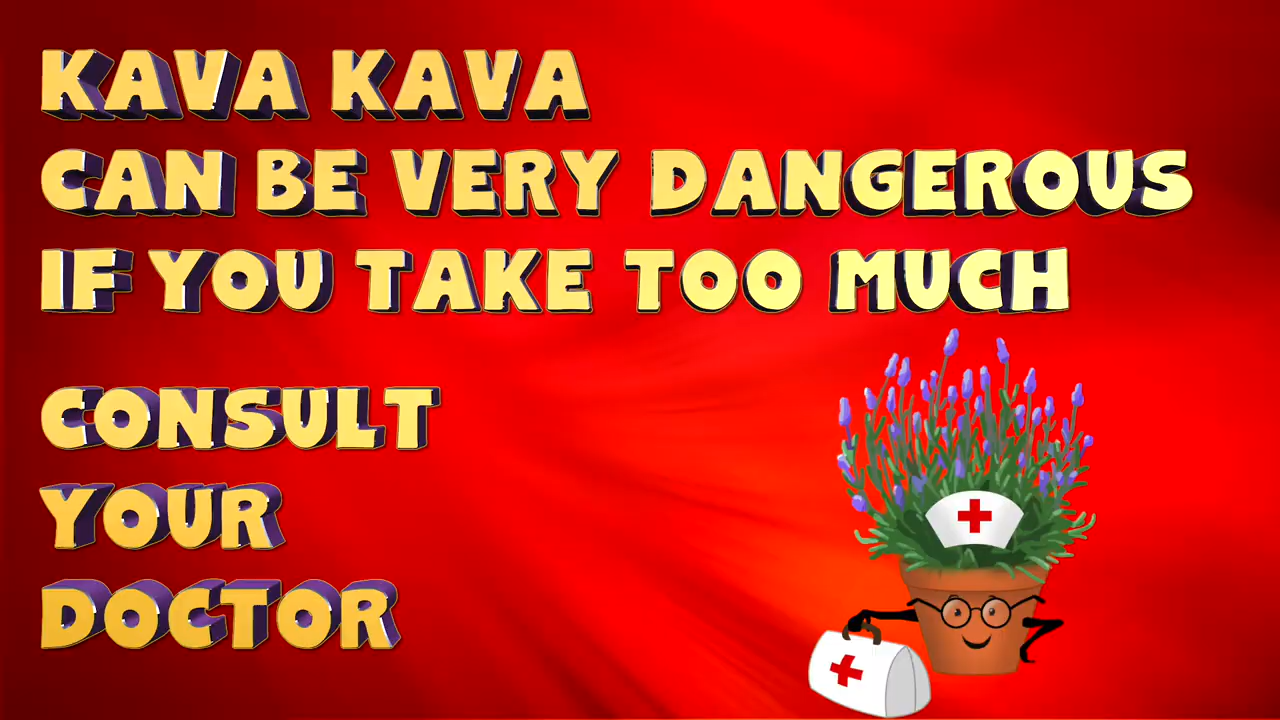 KAVA KAVA
CAN BE VERY DANGEROUS
IF YOU TAKE TOO MUCH
CONSULT
YOUR
DOCTOR